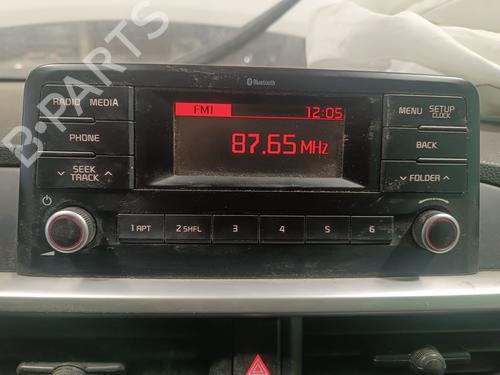 B-PARTS
Bluetooth
RADIO MEDIA
FM1 12:05
MENU SETUP
CLOCK
PHONE
87.65 MHz
BACK
SEEK
TRACK
FOLDER
1 RPT 2 SHFL 3 4 5 6